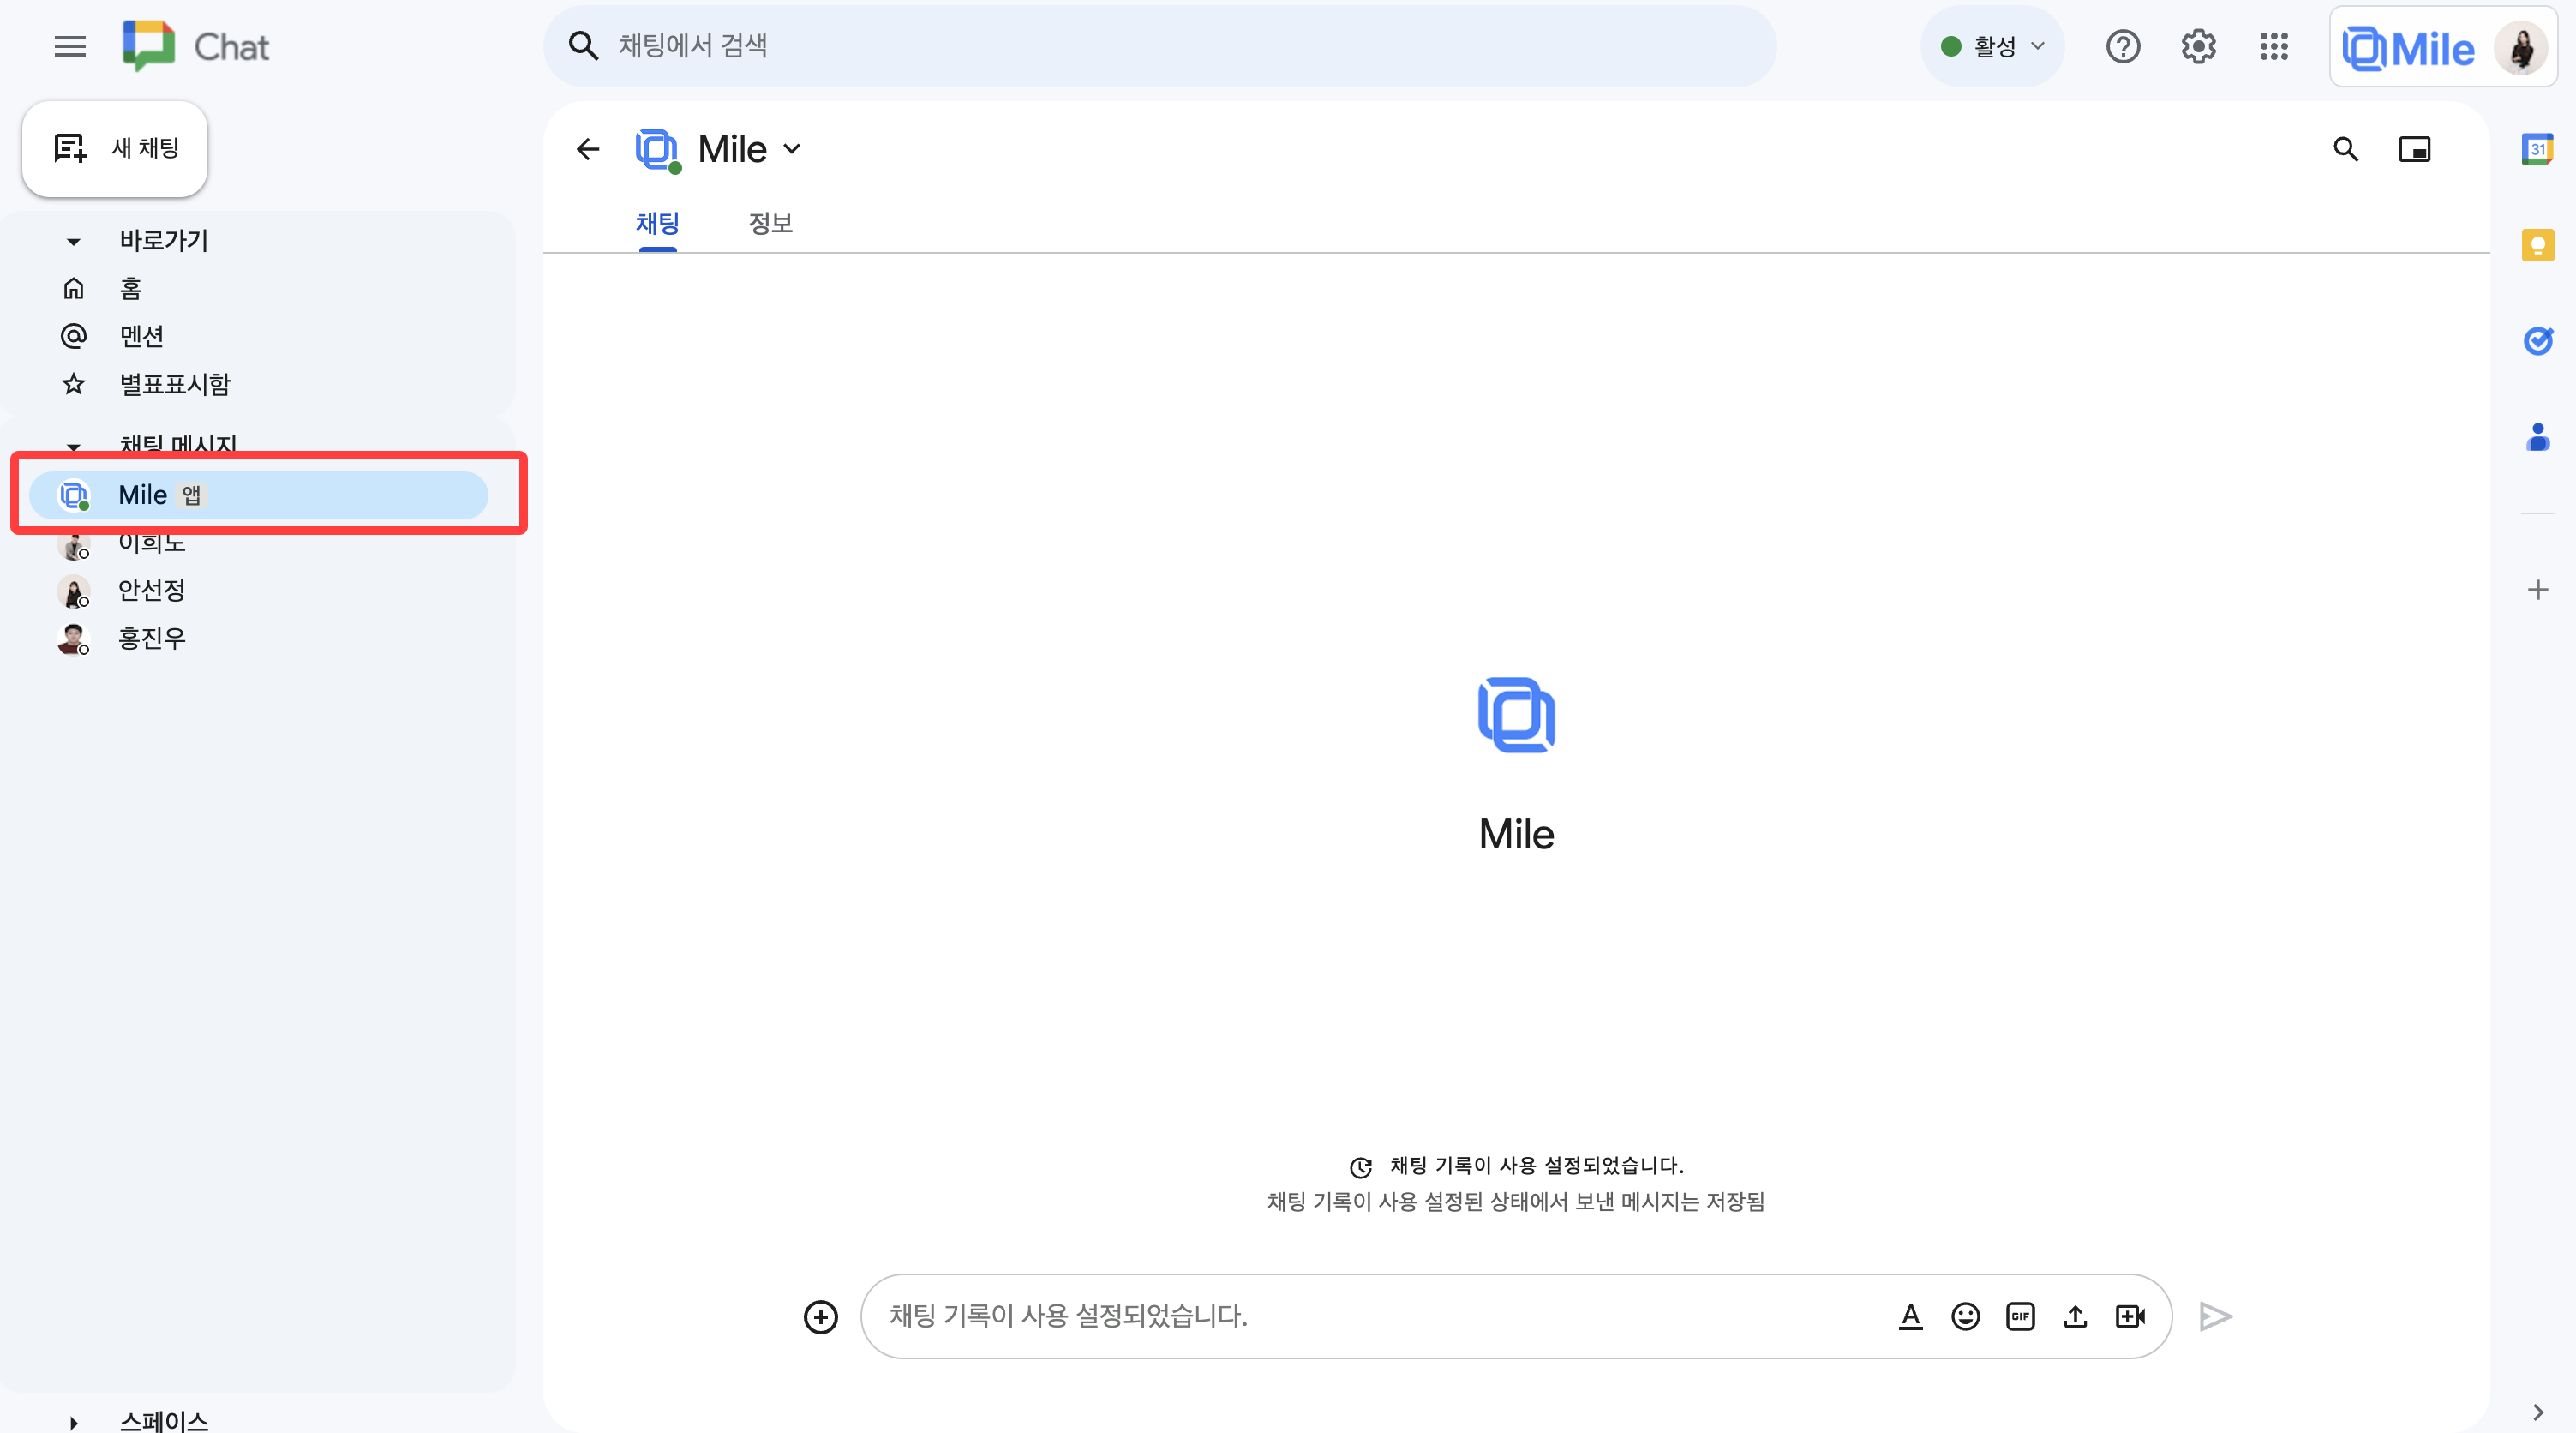 Chat
채팅에서 검색
활성
Mile
새 채팅
바로가기
홈
멘션
별표표시함
채팅 메시지
Mile 앱
이희도
안선정
홍진우
스페이스
Mile
채팅
정보
Mile
채팅 기록이 사용 설정되었습니다.
채팅 기록이 사용 설정된 상태에서 보낸 메시지는 저장됨
채팅 기록이 사용 설정되었습니다.
A
GIF
31